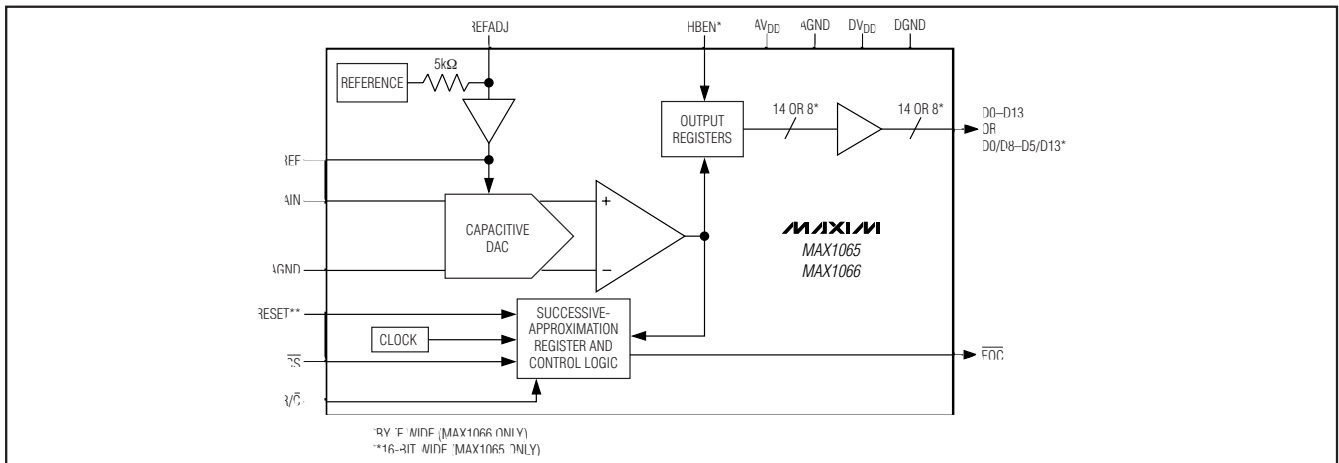 REFADJ HBEN* AVDD AGND DVDD DGND
5kΩ
REFERENCE
OUTPUT
REGISTERS
14 OR 8* 14 OR 8*
D0–D13
OR
D0/D8–D5/D13*
REF
AIN
CAPACITIVE
DAC
+
−
AGND
MAXIM
MAX1065
MAX1066
RESET**
CLOCK
SUCCESSIVE-
APPROXIMATION
REGISTER AND
CONTROL LOGIC
CS
EOC
R/C
*BYTE WIDE (MAX1066 ONLY)
**16-BIT WIDE (MAX1065 ONLY)